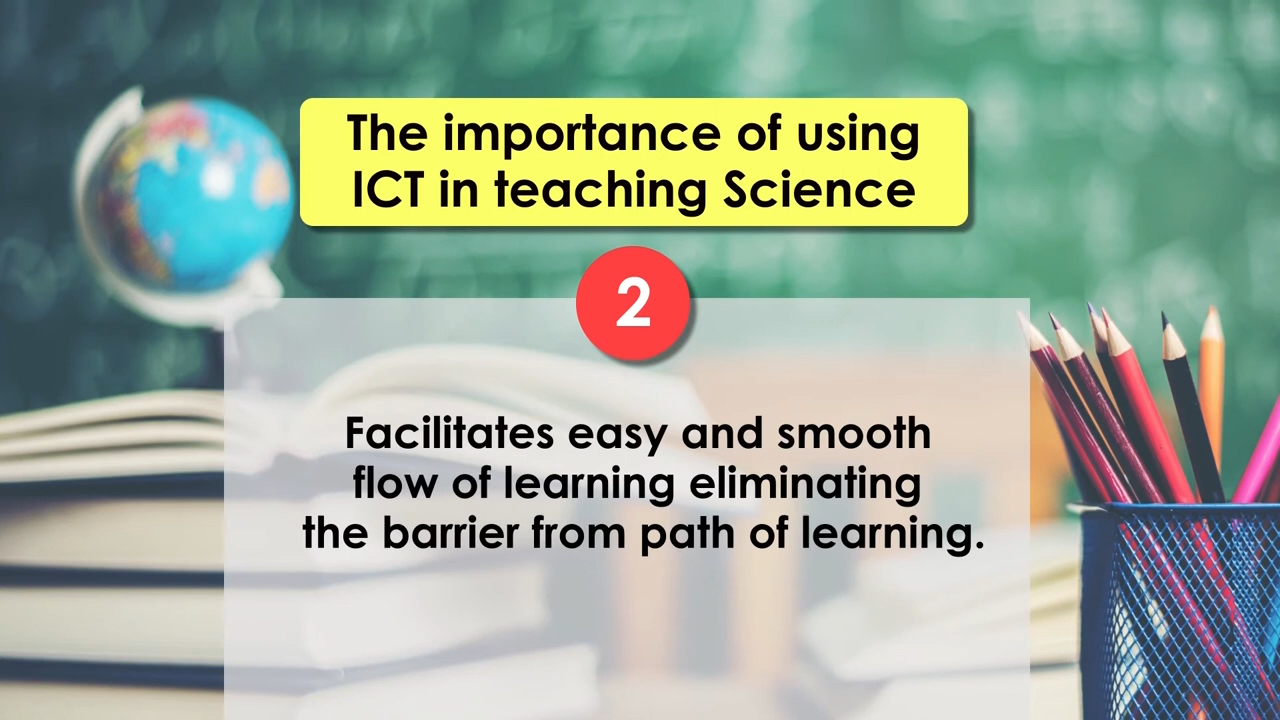 The importance of using
ICT in teaching Science
2
Facilitates easy and smooth
flow of learning eliminating
the barrier from path of learning.